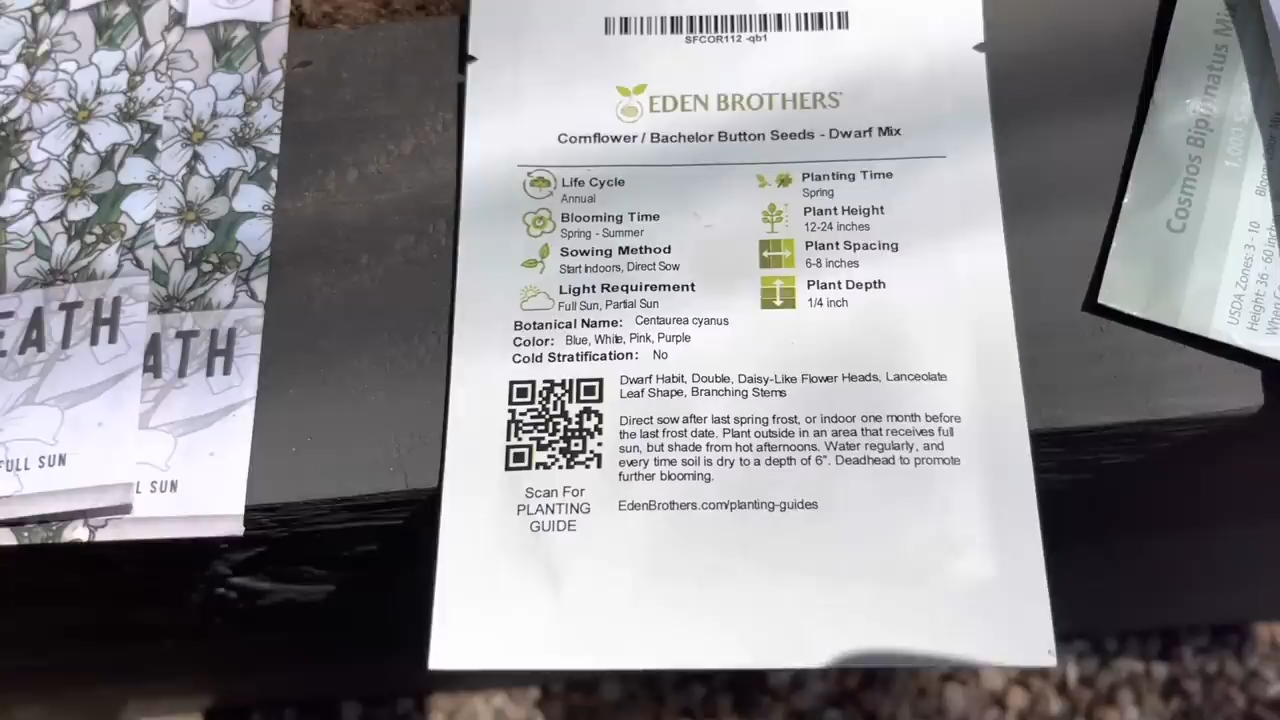 SFCOR112 -qb1
EDEN BROTHERS
Cornflower / Bachelor Button Seeds - Dwarf Mix
Life Cycle
Annual
Blooming Time
Spring - Summer
Sowing Method
Start Indoors, Direct Sow
Light Requirement
Full Sun, Partial Sun
Planting Time
Spring
Plant Height
12-24 inches
Plant Spacing
6-8 inches
Plant Depth
1/4 inch
Botanical Name: Centaurea cyanus
Color: Blue, White, Pink, Purple
Cold Stratification: No
Dwarf Habit, Double, Daisy-Like Flower Heads, Lanceolate
Leaf Shape, Branching Stems
Direct sow after last spring frost, or indoor one month before
the last frost date. Plant outside in an area that receives full
sun, but shade from hot afternoons. Water regularly, and
every time soil is dry to a depth of 6". Deadhead to promote
further blooming.
EdenBrothers.com/planting-guides
Scan For
PLANTING
GUIDE
EATH
FULL SUN
ATH
L SUN
Cosmos Bipinnatus Mix
1,000
USDA Zones: 3 - 10
Height: 36 - 60 inch
When